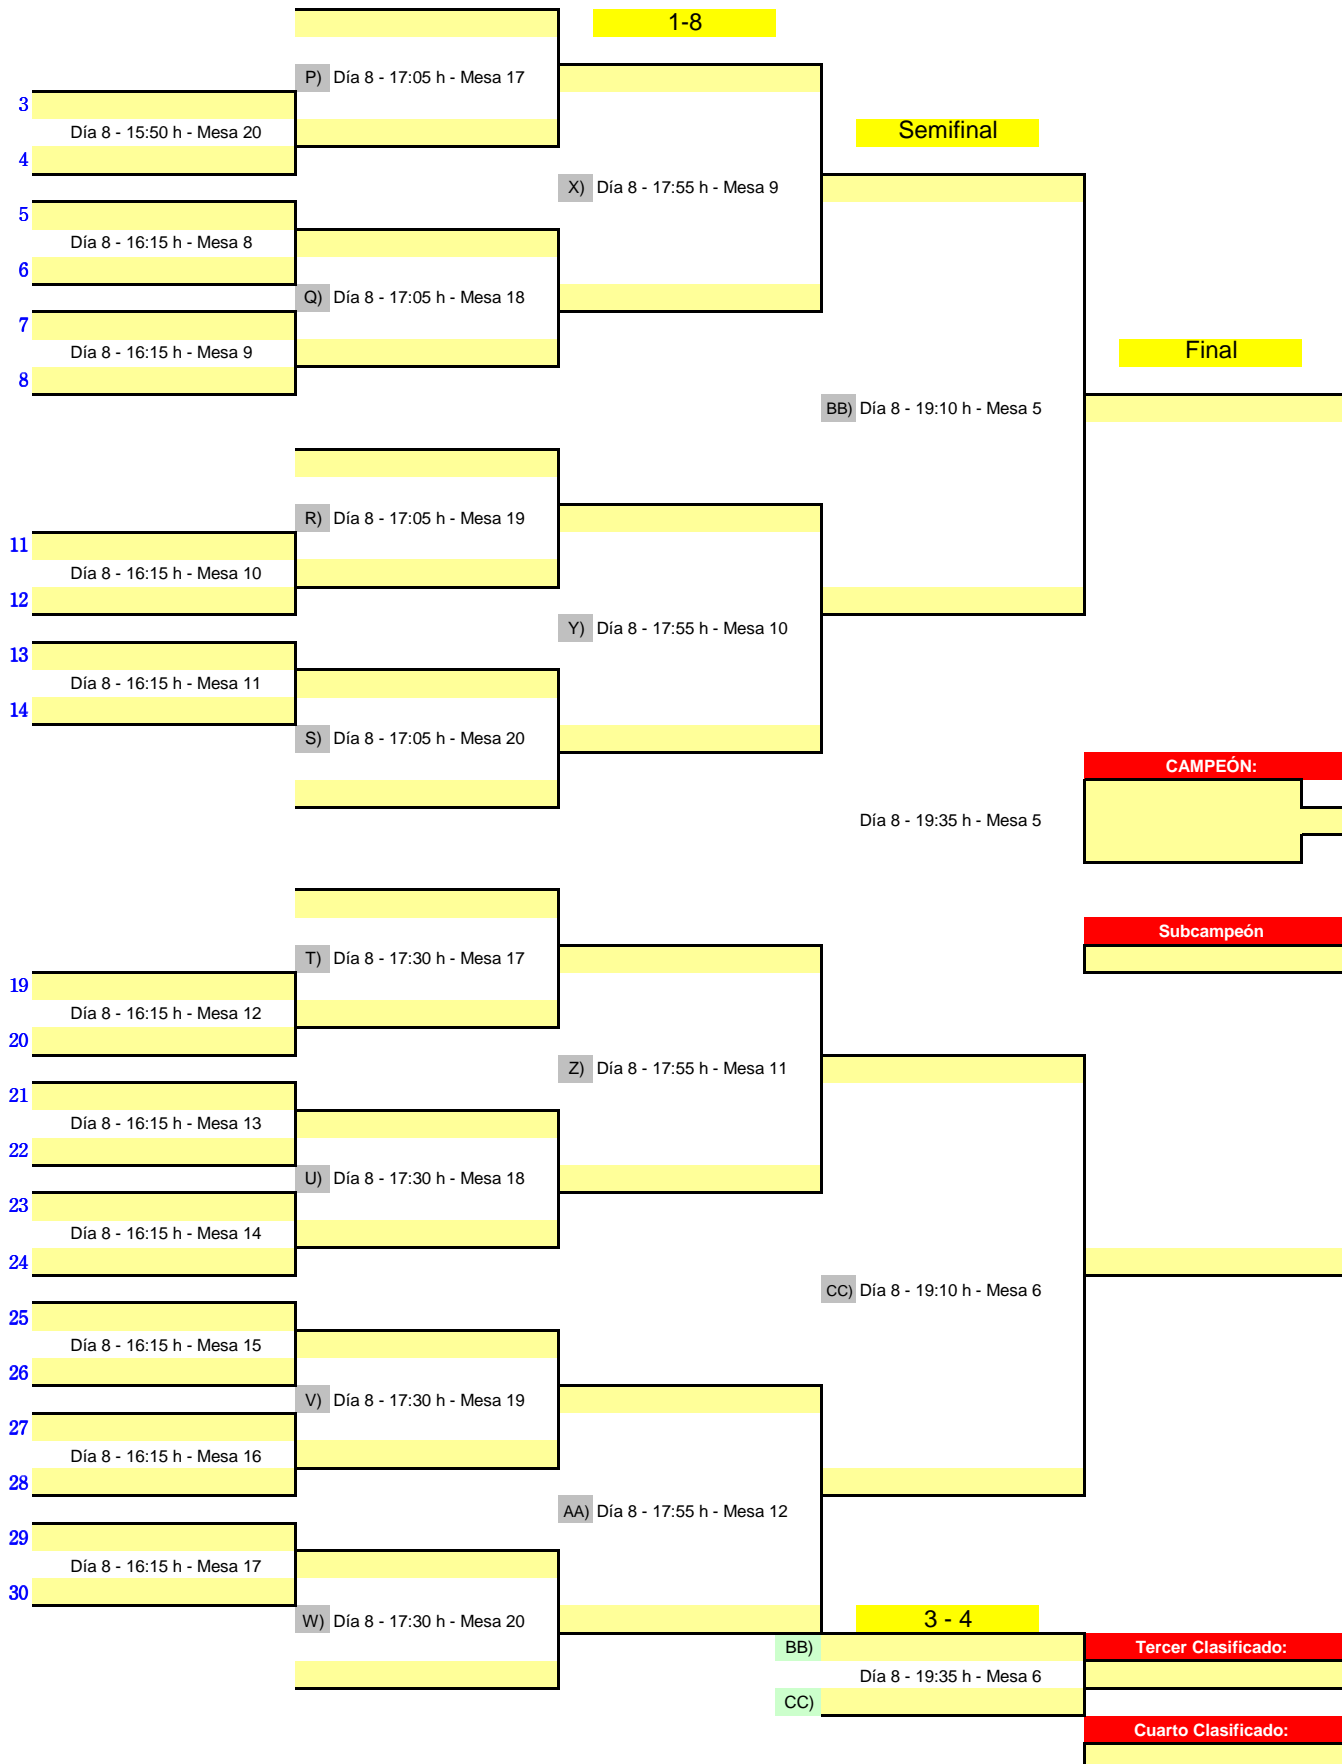 1-8
P) Día 8 - 17:05 h - Mesa 17
3
Día 8 - 15:50 h - Mesa 20
Semifinal
4
X) Día 8 - 17:55 h - Mesa 9
5
Día 8 - 16:15 h - Mesa 8
6
Q) Día 8 - 17:05 h - Mesa 18
7
Día 8 - 16:15 h - Mesa 9
Final
8
BB) Día 8 - 19:10 h - Mesa 5
R) Día 8 - 17:05 h - Mesa 19
11
Día 8 - 16:15 h - Mesa 10
12
Y) Día 8 - 17:55 h - Mesa 10
13
Día 8 - 16:15 h - Mesa 11
14
S) Día 8 - 17:05 h - Mesa 20
CAMPEÓN:
Día 8 - 19:35 h - Mesa 5
Subcampeón
T) Día 8 - 17:30 h - Mesa 17
19
Día 8 - 16:15 h - Mesa 12
20
Z) Día 8 - 17:55 h - Mesa 11
21
Día 8 - 16:15 h - Mesa 13
22
U) Día 8 - 17:30 h - Mesa 18
23
Día 8 - 16:15 h - Mesa 14
24
CC) Día 8 - 19:10 h - Mesa 6
25
Día 8 - 16:15 h - Mesa 15
26
V) Día 8 - 17:30 h - Mesa 19
27
Día 8 - 16:15 h - Mesa 16
28
AA) Día 8 - 17:55 h - Mesa 12
29
Día 8 - 16:15 h - Mesa 17
30
W) Día 8 - 17:30 h - Mesa 20
3 - 4
BB)
Tercer Clasificado:
Día 8 - 19:35 h - Mesa 6
CC)
Cuarto Clasificado: